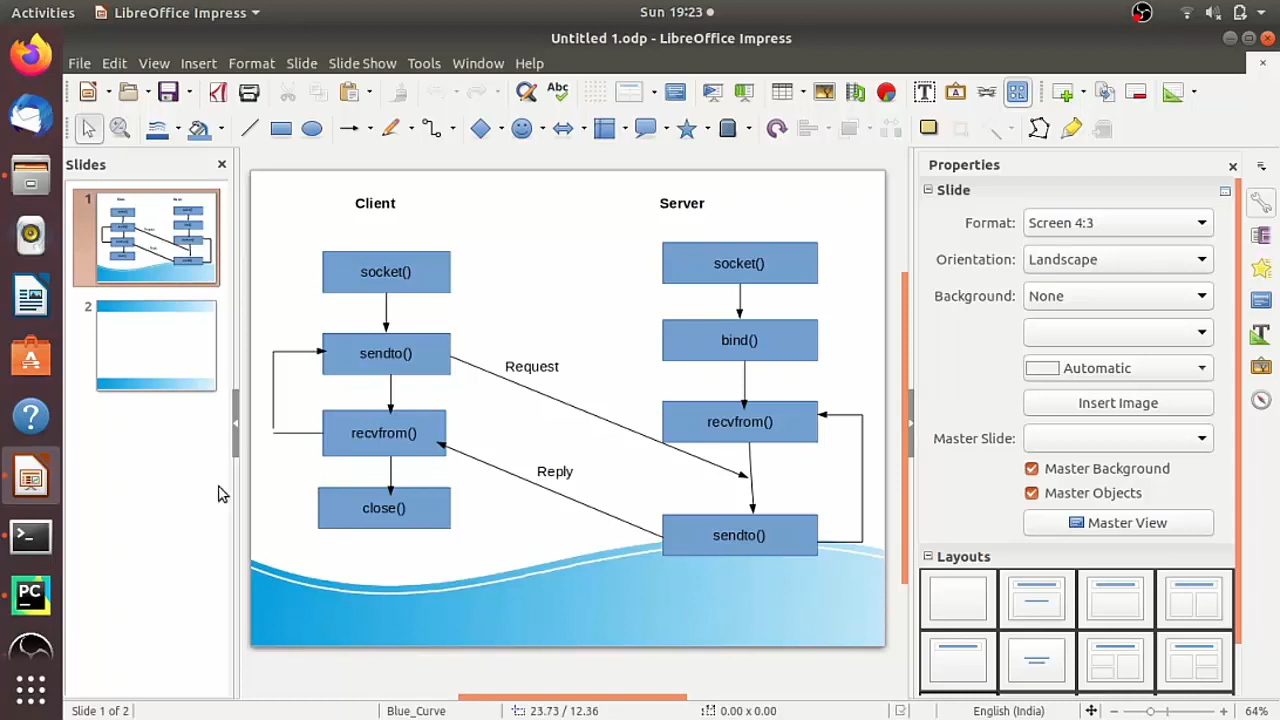 Activities LibreOffice Impress Sun 19:23
Untitled 1.odp - LibreOffice Impress
File Edit View Insert Format Slide Slide Show Tools Window Help
Abc
Slides
1
2
Client Server
socket() socket()
sendto() bind()
Request
recvfrom() recvfrom()
Reply
close() sendto()
Properties
Slide
Format: Screen 4:3
Orientation: Landscape
Background: None
Automatic
Insert Image
Master Slide:
Master Background
Master Objects
Master View
Layouts
PC
Slide 1 of 2 Blue_Curve 23.73 / 12.36 0.00 x 0.00 English (India) 64%